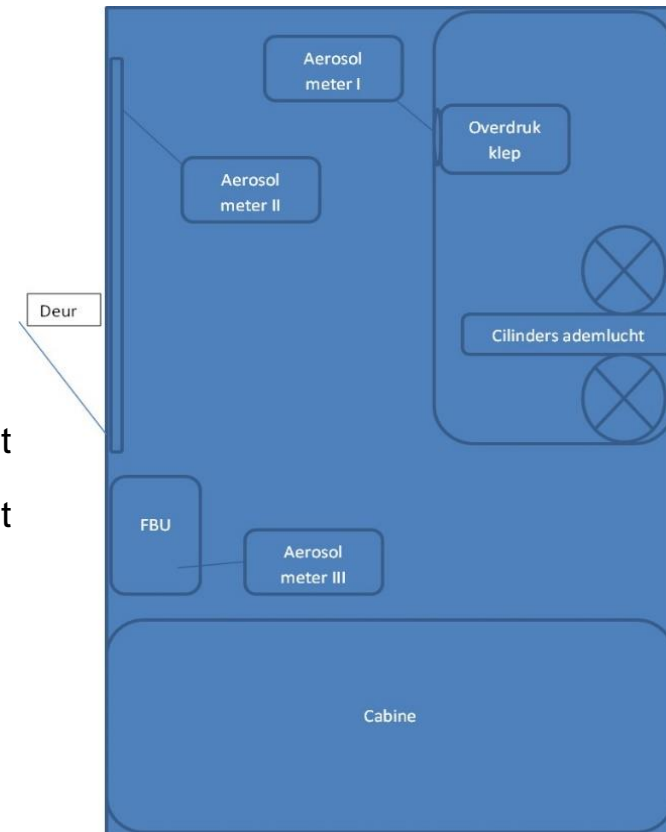 Aerosol
meter I
Overdruk
klep
Aerosol
meter II
Deur
Cilinders ademlucht
t
t
FBU
Aerosol
meter III
Cabine